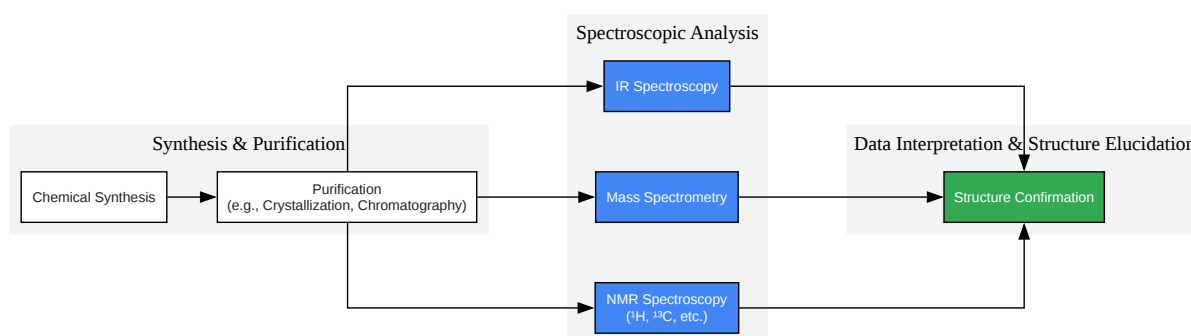 Spectroscopic Analysis
IR Spectroscopy
Synthesis & Purification
Data Interpretation & Structure Elucidation
Chemical Synthesis
Purification
(e.g., Crystallization, Chromatography)
Mass Spectrometry
Structure Confirmation
NMR Spectroscopy
(¹H, ¹³C, etc.)